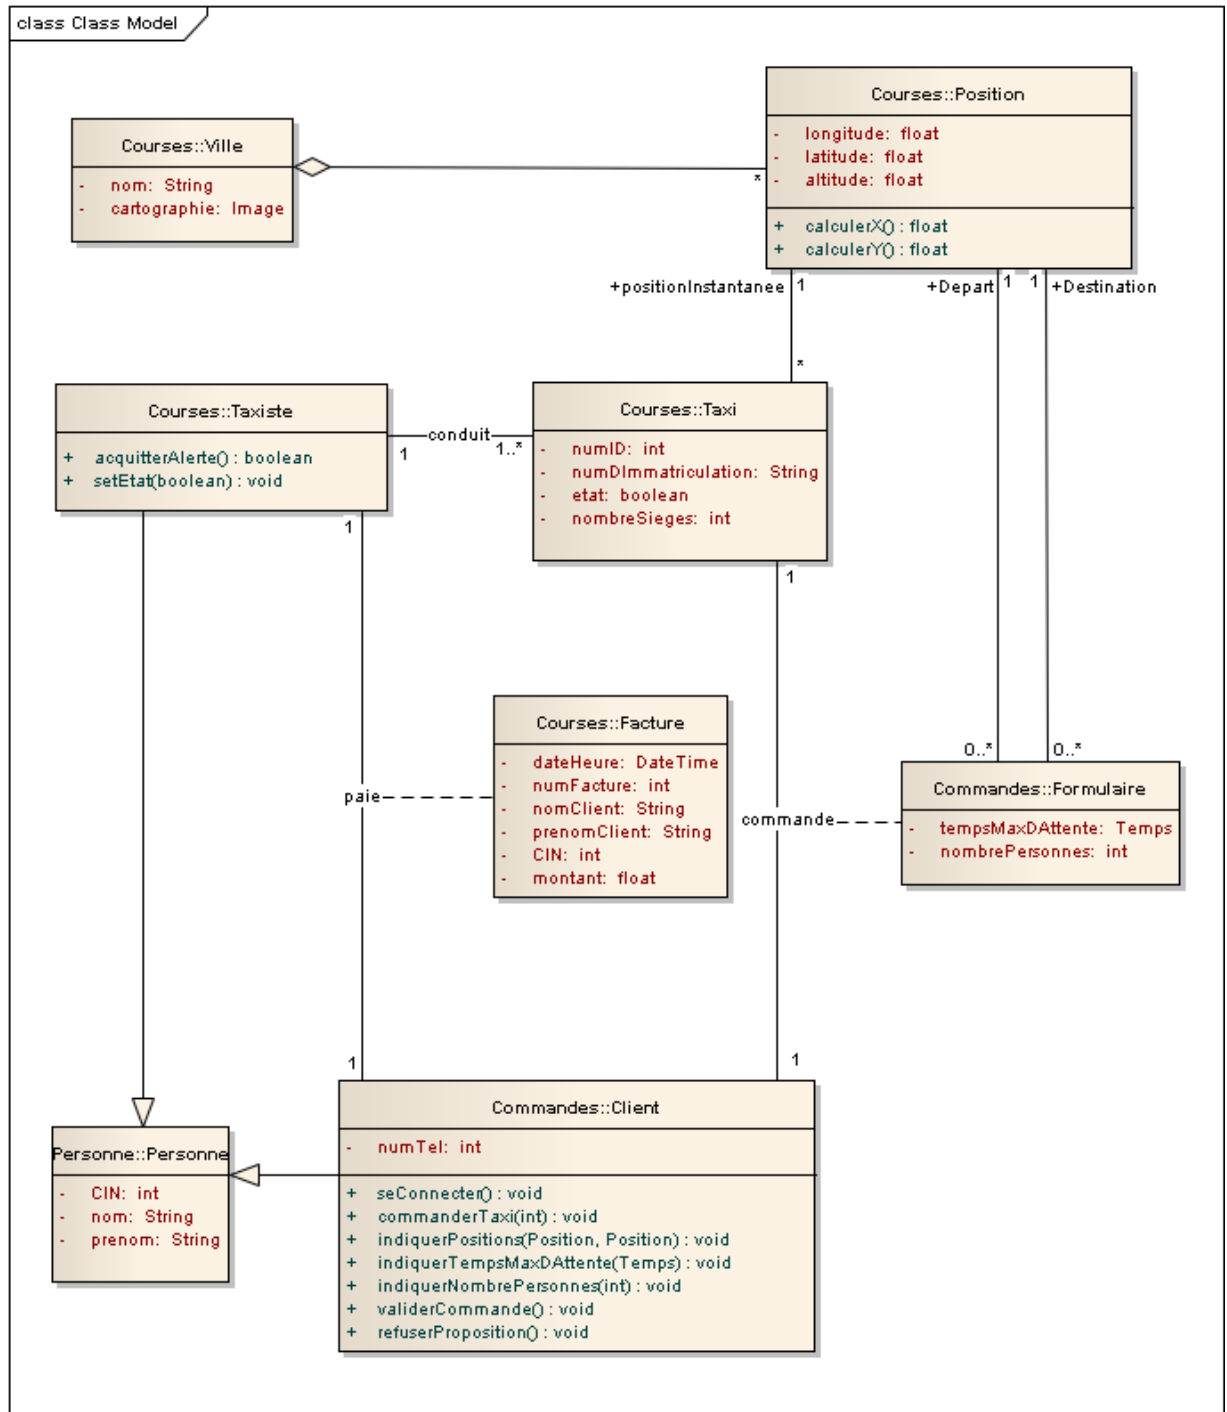 class Class Model
Courses::Position
- longitude: float
- latitude: float
- altitude: float
+ calculerX() : float
+ calculerY() : float
Courses::Ville
- nom: String
- cartographie: Image
*
+positionInstantanee 1
+Depart 1
1 +Destination
*
Courses::Taxiste
+ acquitterAlerte() : boolean
+ setEtat(boolean) : void
conduit
1
1..*
Courses::Taxi
- numID: int
- numDImmatriculation: String
- etat: boolean
- nombreSieges: int
1
1
Courses::Facture
- dateHeure: DateTime
- numFacture: int
- nomClient: String
- prenomClient: String
- CIN: int
- montant: float
paie
commande
0..*
0..*
Commandes::Formulaire
- tempsMaxDAttente: Temps
- nombrePersonnes: int
1
1
Personne::Personne
- CIN: int
- nom: String
- prenom: String
Commandes::Client
- numTel: int
+ seConnecter() : void
+ commanderTaxi(int) : void
+ indiquerPositions(Position, Position) : void
+ indiquerTempsMaxDAttente(Temps) : void
+ indiquerNombrePersonnes(int) : void
+ validerCommande() : void
+ refuserProposition() : void